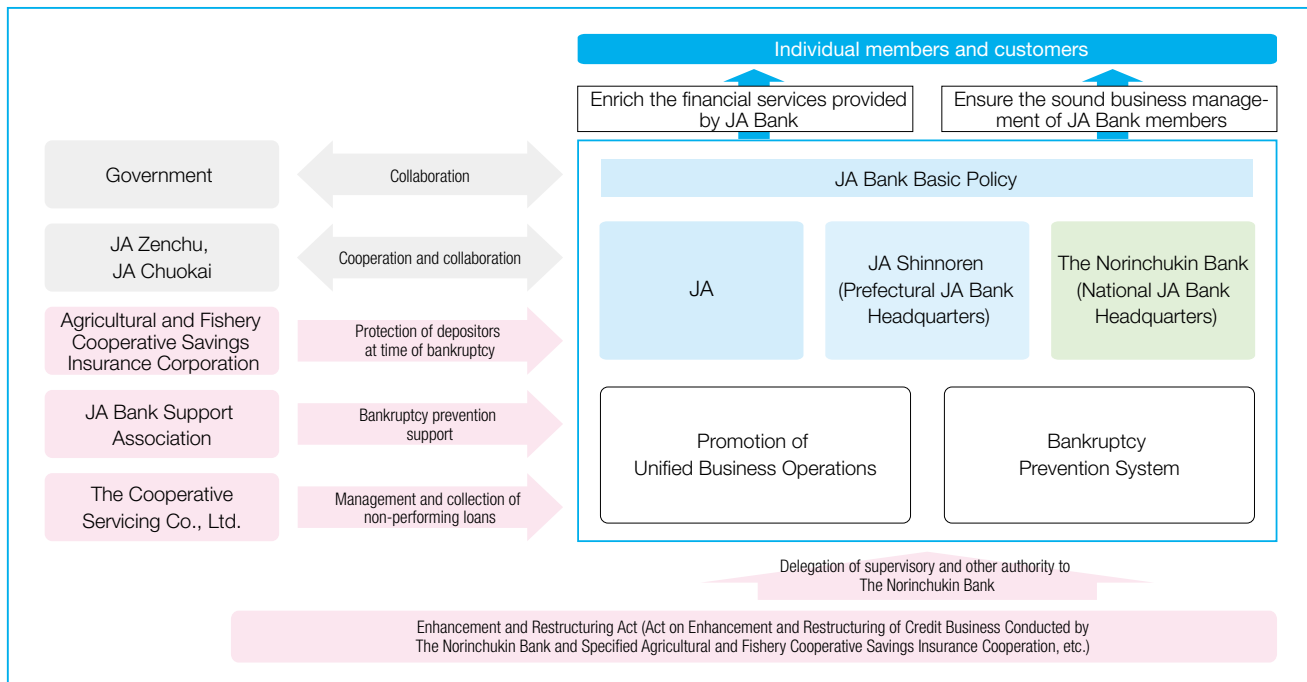 Individual members and customers
Enrich the financial services provided
by JA Bank
Ensure the sound business manage-
ment of JA Bank members
Government
Collaboration
JA Bank Basic Policy
JA Zenchu,
JA Chuokai
Cooperation and collaboration
JA
JA Shinnoren
(Prefectural JA Bank
Headquarters)
The Norinchukin Bank
(National JA Bank
Headquarters)
Agricultural and Fishery
Cooperative Savings
Insurance Corporation
Protection of depositors
at time of bankruptcy
JA Bank Support
Association
Bankruptcy prevention
support
Promotion of
Unified Business Operations
Bankruptcy
Prevention System
The Cooperative
Servicing Co., Ltd.
Management and collection of
non-performing loans
Delegation of supervisory and other authority to
The Norinchukin Bank
Enhancement and Restructuring Act (Act on Enhancement and Restructuring of Credit Business Conducted by
The Norinchukin Bank and Specified Agricultural and Fishery Cooperative Savings Insurance Cooperation, etc.)